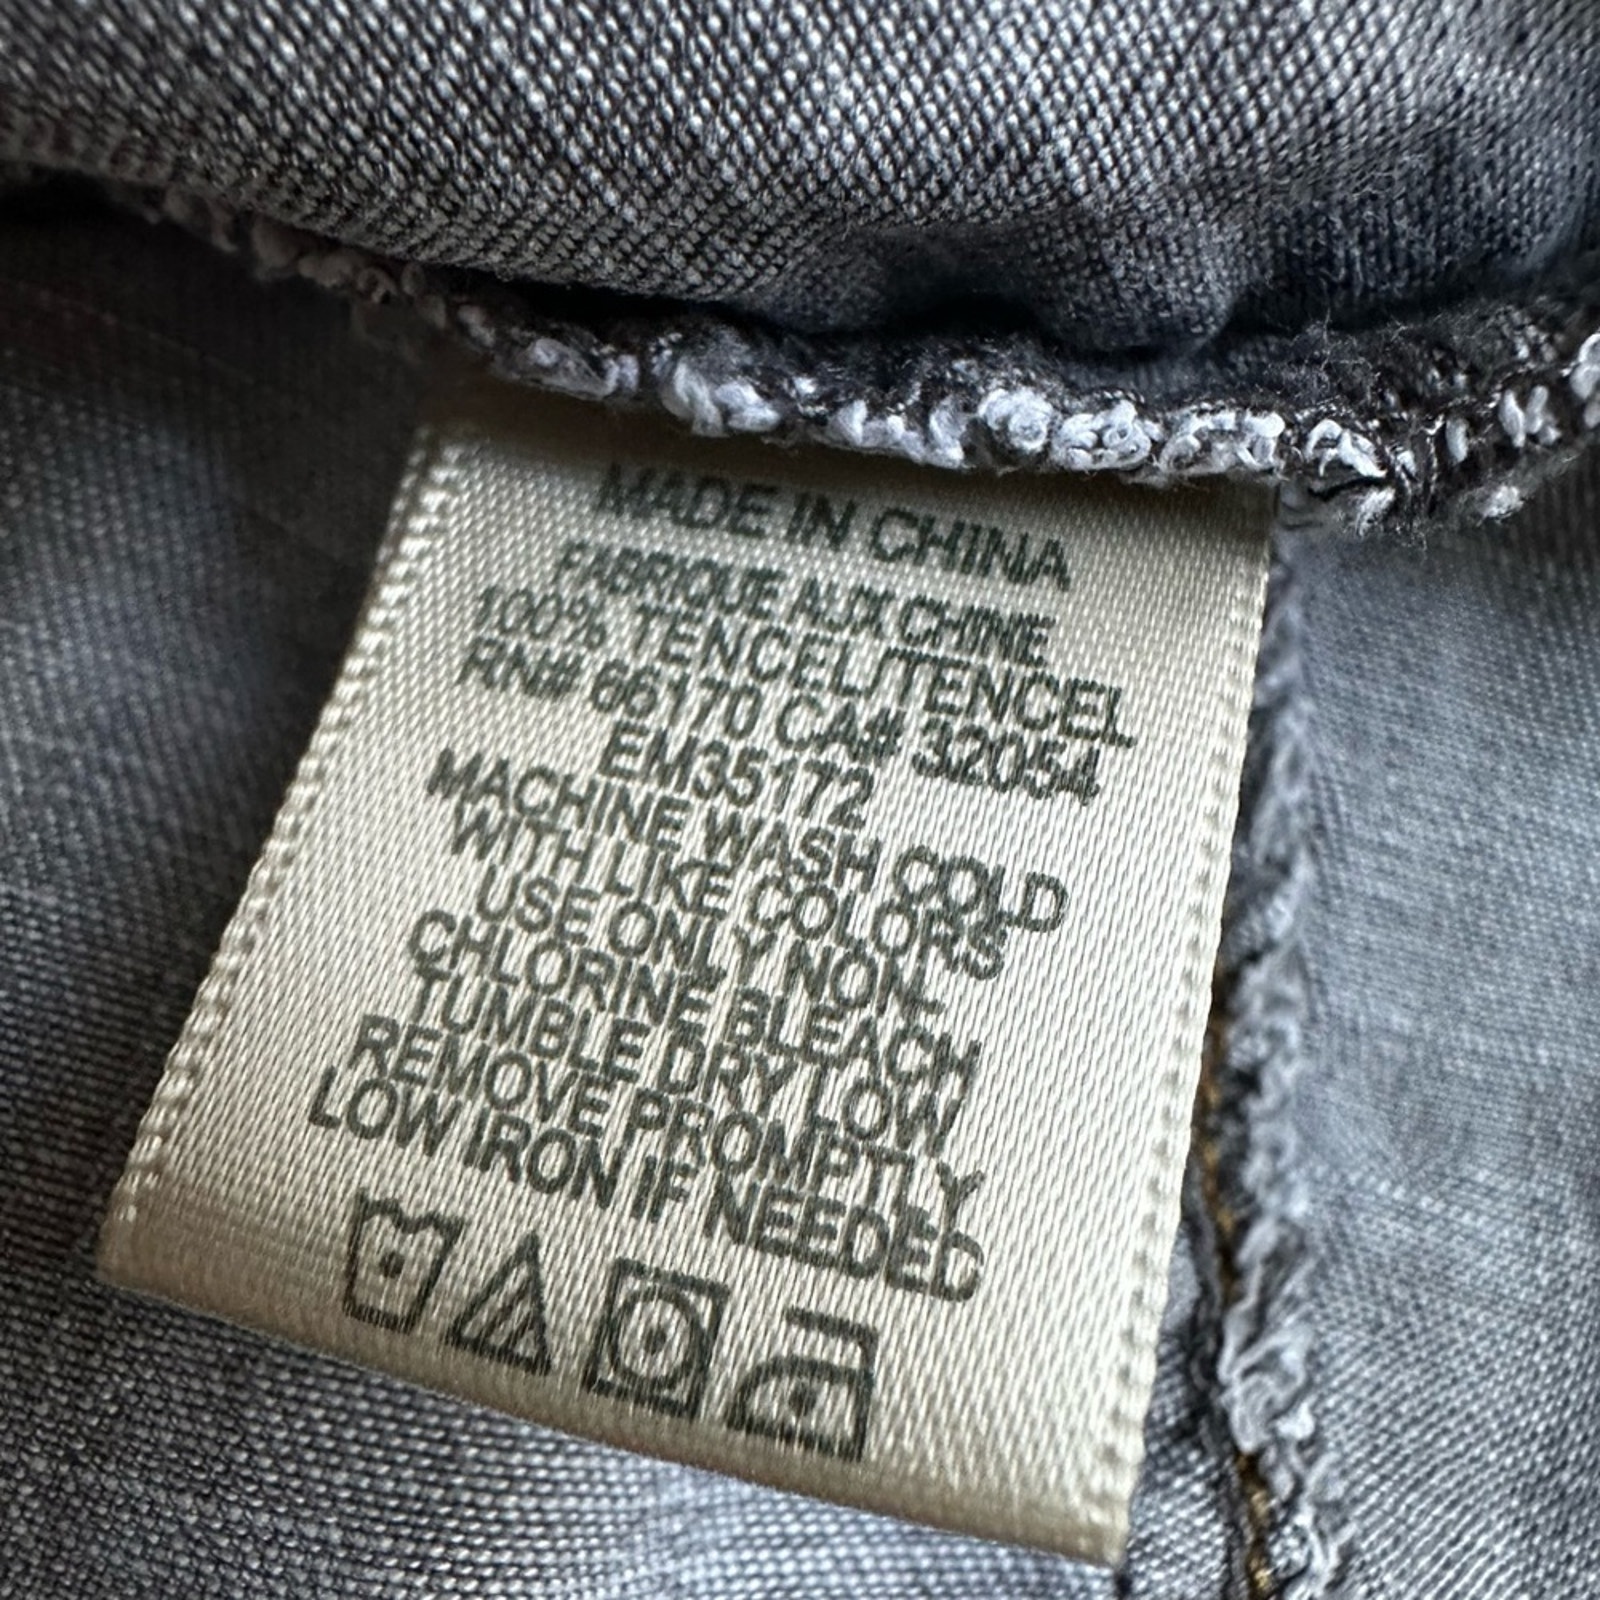 MADE IN CHINA
FABRIQUE AUX CHINE
100% TENCEL/TENCEL
RN# 66170 CA# 32054
EM35172
MACHINE WASH COLD
WITH LIKE COLORS
USE ONLY NON-
CHLORINE BLEACH
TUMBLE DRY LOW
REMOVE PROMPTLY
LOW IRON IF NEEDED